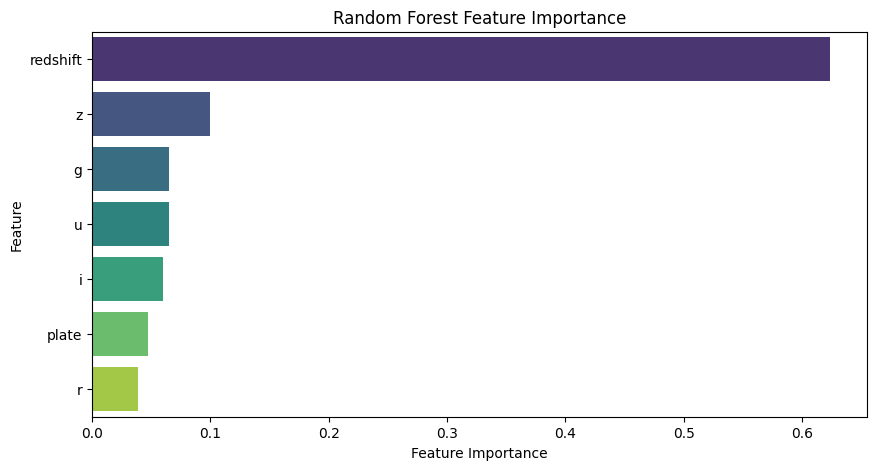 Random Forest Feature Importance
redshift
z
g
u
i
plate
r
Feature
0.0 0.1 0.2 0.3 0.4 0.5 0.6
Feature Importance